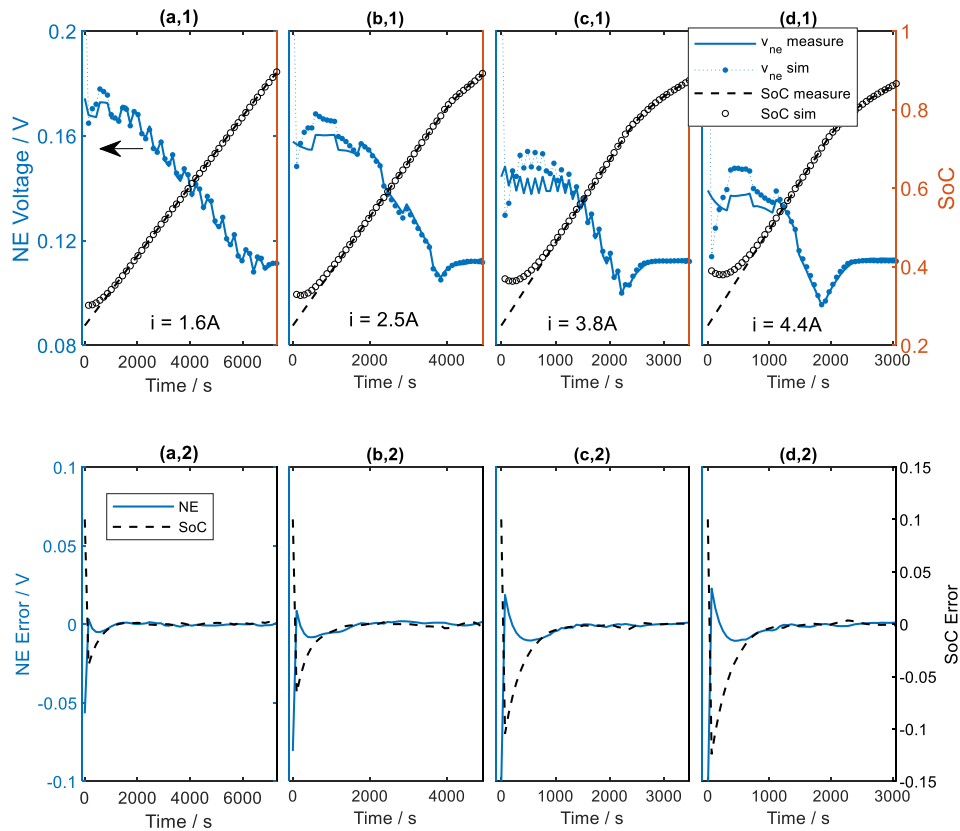 (a,1) (b,1) (c,1) (d,1)
NE Voltage / V
0.2
0.16
0.12
0.08
SoC
1
0.8
0.6
0.4
0.2
v_ne measure
v_ne sim
SoC measure
SoC sim
i = 1.6A
i = 2.5A
i = 3.8A
i = 4.4A
0 2000 4000 6000
0 2000 4000
0 1000 2000 3000
0 1000 2000 3000
Time / s Time / s Time / s Time / s
(a,2) (b,2) (c,2) (d,2)
NE Error / V
0.1
0.05
0
-0.05
-0.1
NE
SoC
SoC Error
0.15
0.1
0.05
0
-0.05
-0.1
-0.15
0 2000 4000 6000
0 2000 4000
0 1000 2000 3000
0 1000 2000 3000
Time / s Time / s Time / s Time / s